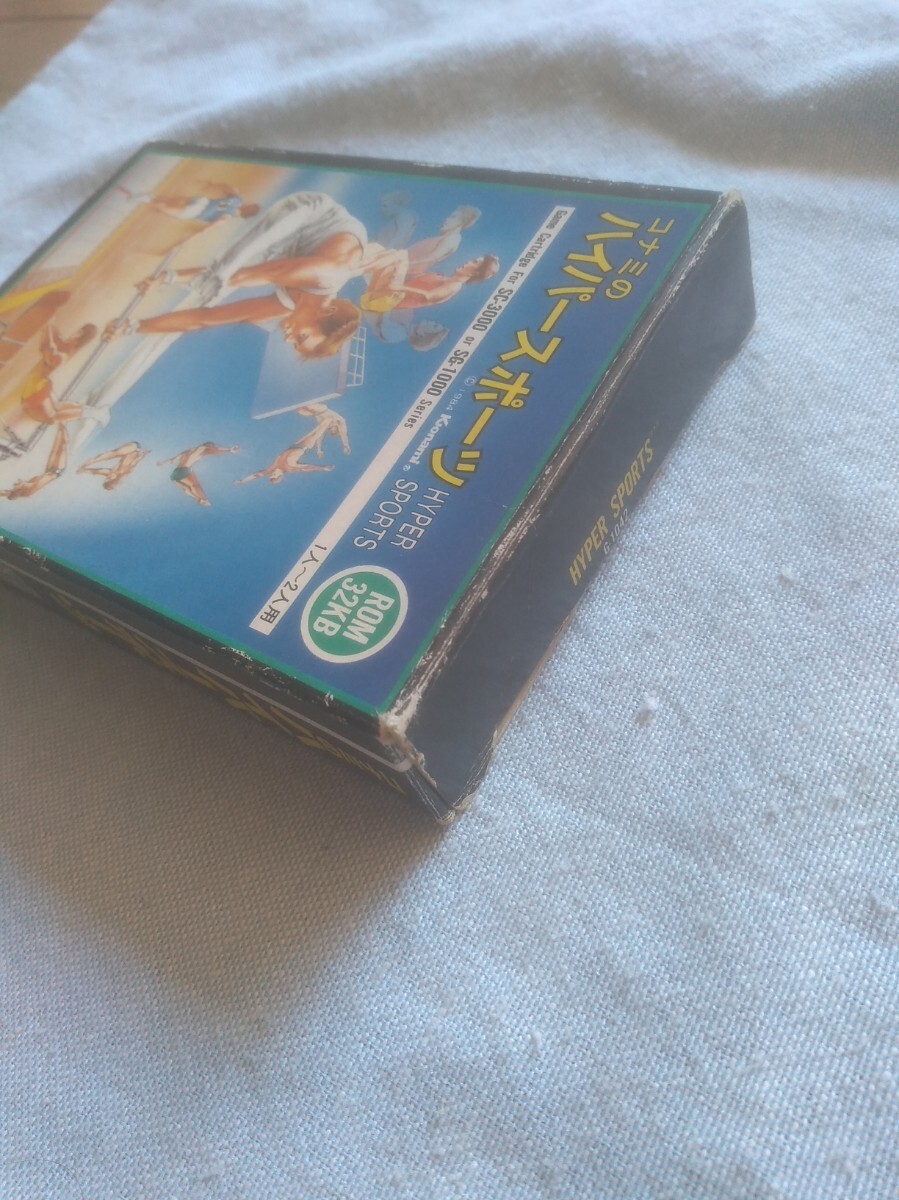 コナミの
ハイパースポーツ
HYPER
SPORTS
Game Cartridge For SC-3000 or SG-1000 Series
© 1984 Konami®
1人〜2人用
ROM
32KB
HYPER SPORTS